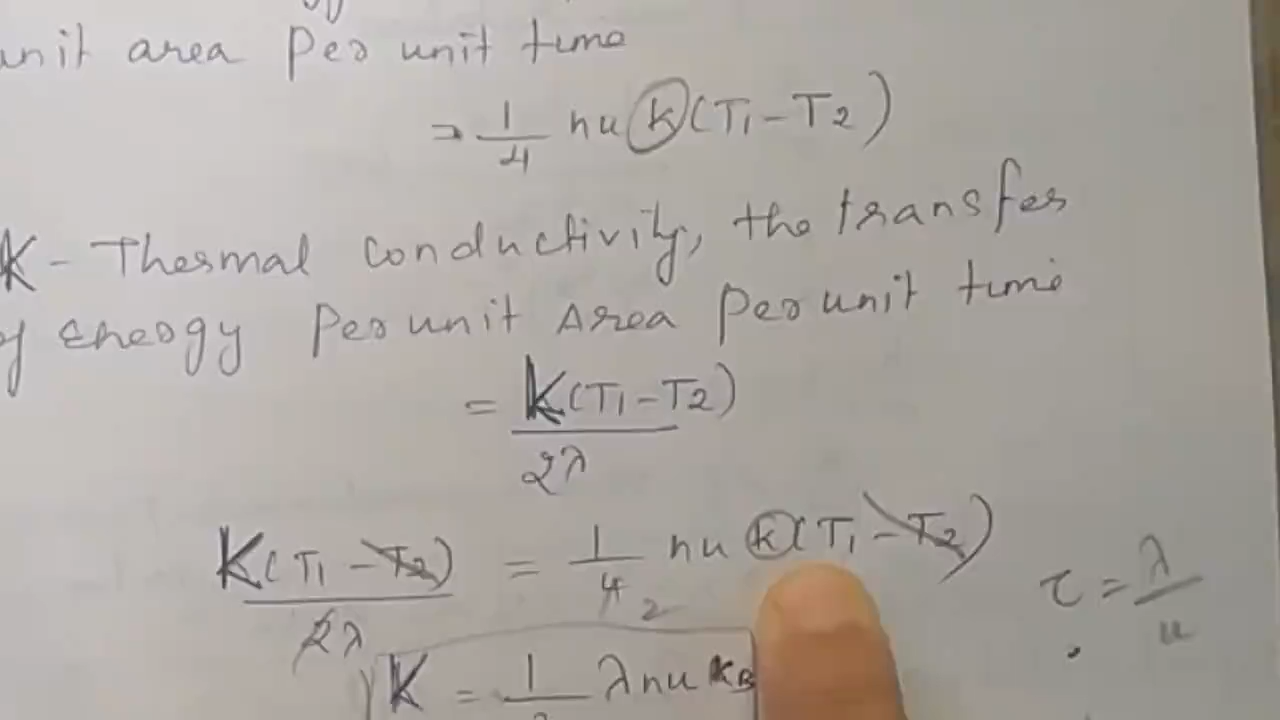 unit area Per unit time
⇒ 1/4 nu k (T1 - T2)
K - Thermal conductivity, the transfer
of energy Per unit Area Per unit time
= K(T1 - T2) / 2λ
K(T1 - T2) / 2λ = 1/4 2 nu k (T1 - T2)
τ = λ/u
K = 1/ λnu KB